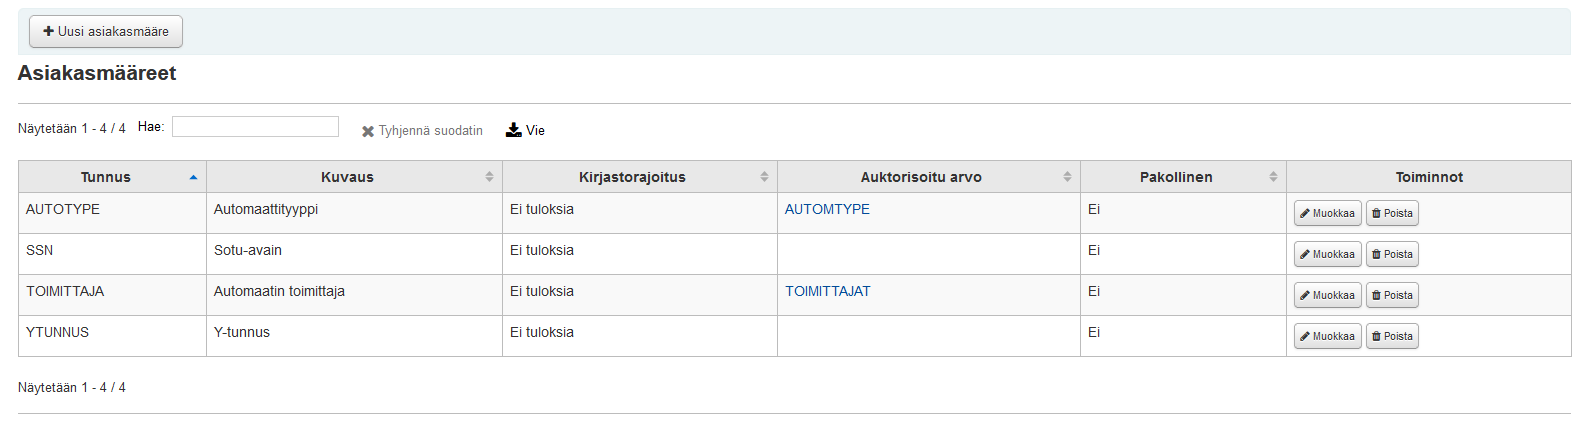 Uusi asiakasmääre
Asiakasmääreet
Näytetään 1 - 4 / 4 Hae: Tyhjennä suodatin Vie
Tunnus Kuvaus Kirjastorajoitus Auktorisoitu arvo Pakollinen Toiminnot
AUTOTYPE Automaattityyppi Ei tuloksia AUTOMTYPE Ei Muokkaa Poista
SSN Sotu-avain Ei tuloksia Ei Muokkaa Poista
TOIMITTAJA Automaatin toimittaja Ei tuloksia TOIMITTAJAT Ei Muokkaa Poista
YTUNNUS Y-tunnus Ei tuloksia Ei Muokkaa Poista
Näytetään 1 - 4 / 4